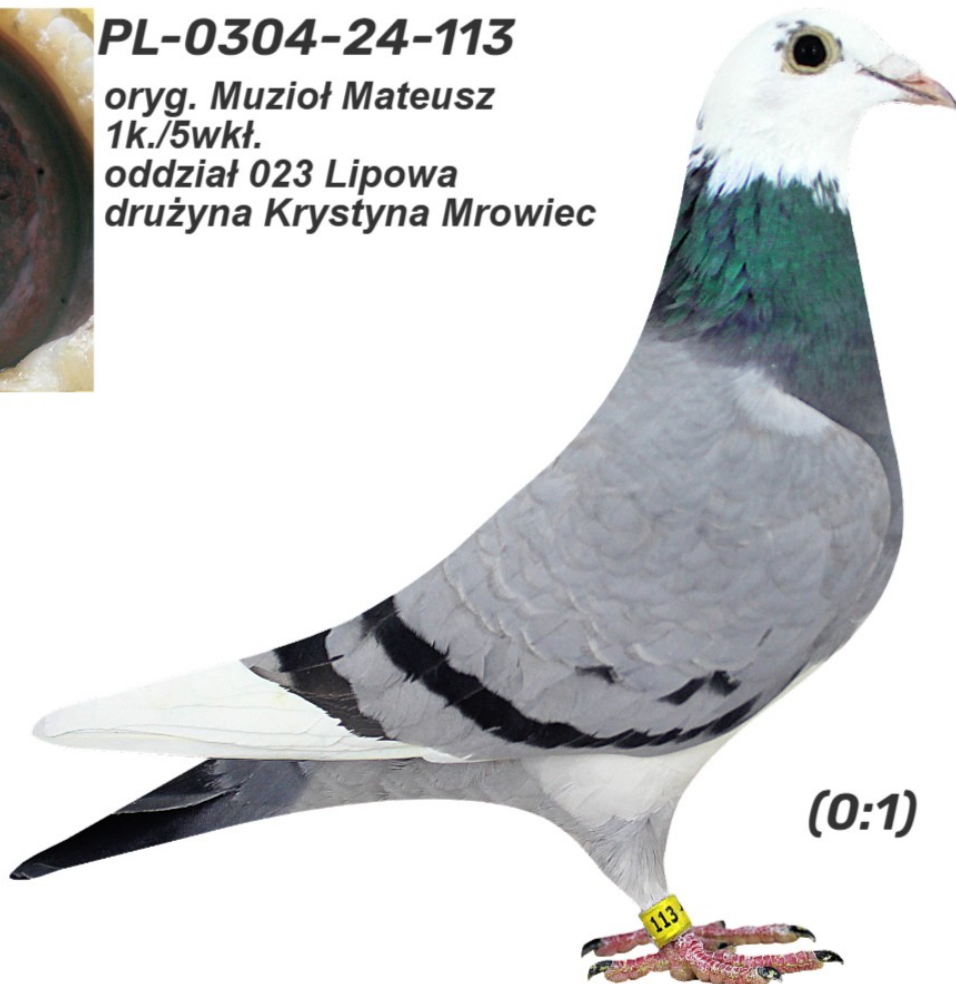 PL-0304-24-113
oryg. Muzioł Mateusz
1k./5wkł.
oddział 023 Lipowa
drużyna Krystyna Mrowiec
(0:1)
113